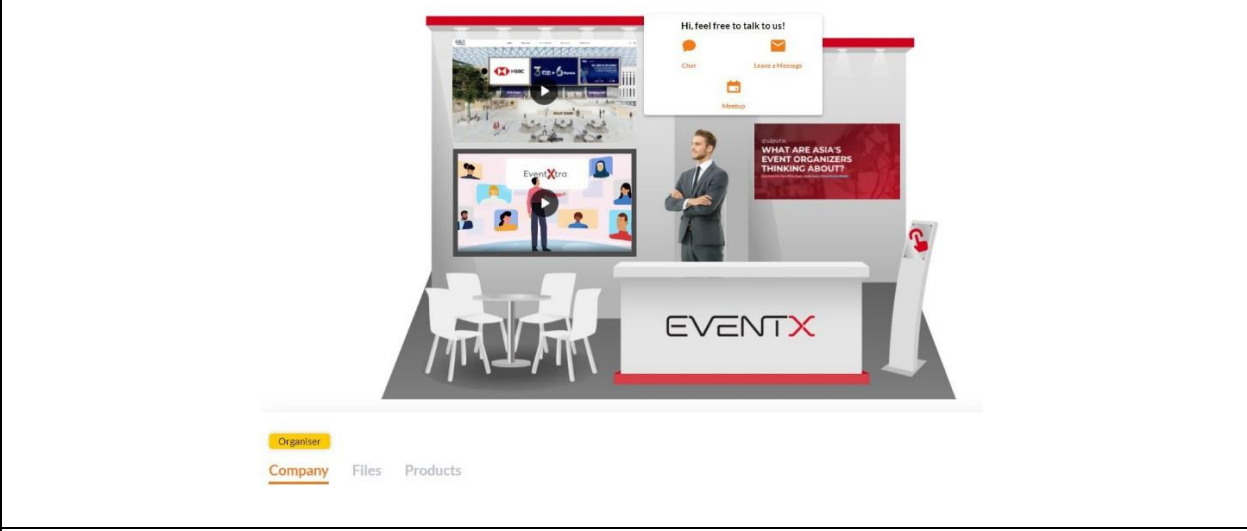 Hi, feel free to talk to us!
Chat
Leave a Message
Meetup
HSBC
EventXtra
EVENTX
WHAT ARE ASIA'S
EVENT ORGANIZERS
THINKING ABOUT?
EVENTX
Organiser
Company Files Products